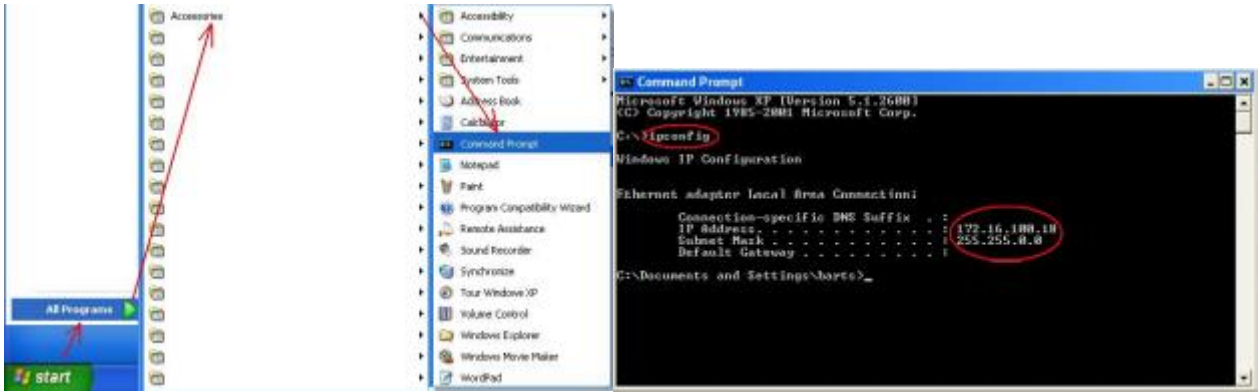 Accessories
All Programs
start
Accessibility
Communications
Entertainment
System Tools
Address Book
Calculator
Command Prompt
Notepad
Paint
Program Compatibility Wizard
Remote Assistance
Sound Recorder
Synchronize
Tour Windows XP
Volume Control
Windows Explorer
Windows Movie Maker
WordPad
Command Prompt
Microsoft Windows XP [Version 5.1.2600]
(C) Copyright 1985-2001 Microsoft Corp.
C:\>ipconfig
Windows IP Configuration
Ethernet adapter Local Area Connection:
Connection-specific DNS Suffix . :
IP Address. . . . . . . . . . . . : 172.16.100.10
Subnet Mask . . . . . . . . . . . : 255.255.0.0
Default Gateway . . . . . . . . . :
C:\Documents and Settings\barts>_